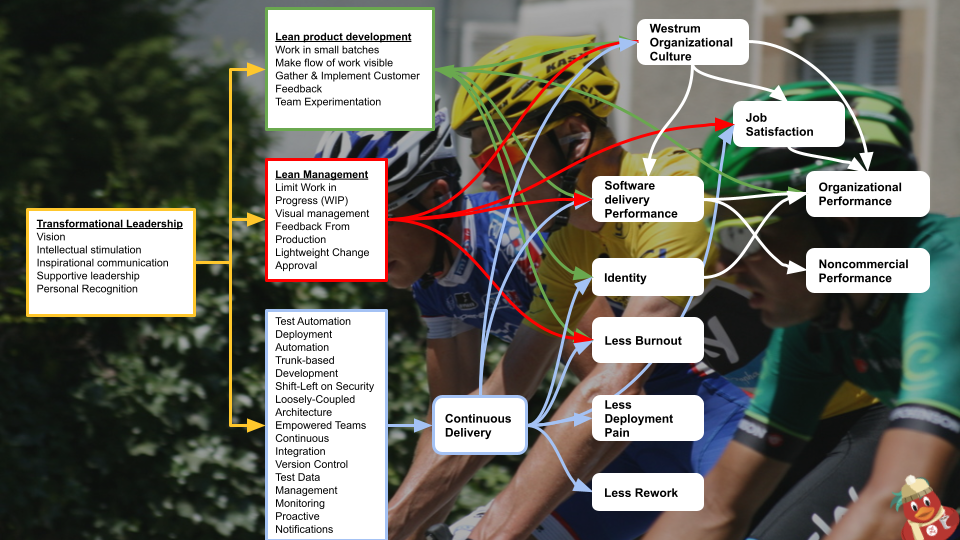 Transformational Leadership
Vision
Intellectual stimulation
Inspirational communication
Supportive leadership
Personal Recognition
Lean product development
Work in small batches
Make flow of work visible
Gather & Implement Customer
Feedback
Team Experimentation
Lean Management
Limit Work in
Progress (WIP)
Visual management
Feedback From
Production
Lightweight Change
Approval
Test Automation
Deployment
Automation
Trunk-based
Development
Shift-Left on Security
Loosely-Coupled
Architecture
Empowered Teams
Continuous
Integration
Version Control
Test Data
Management
Monitoring
Proactive
Notifications
Continuous
Delivery
Westrum
Organizational
Culture
Job
Satisfaction
Software
delivery
Performance
Organizational
Performance
Identity
Noncommercial
Performance
Less Burnout
Less
Deployment
Pain
Less Rework
KASK